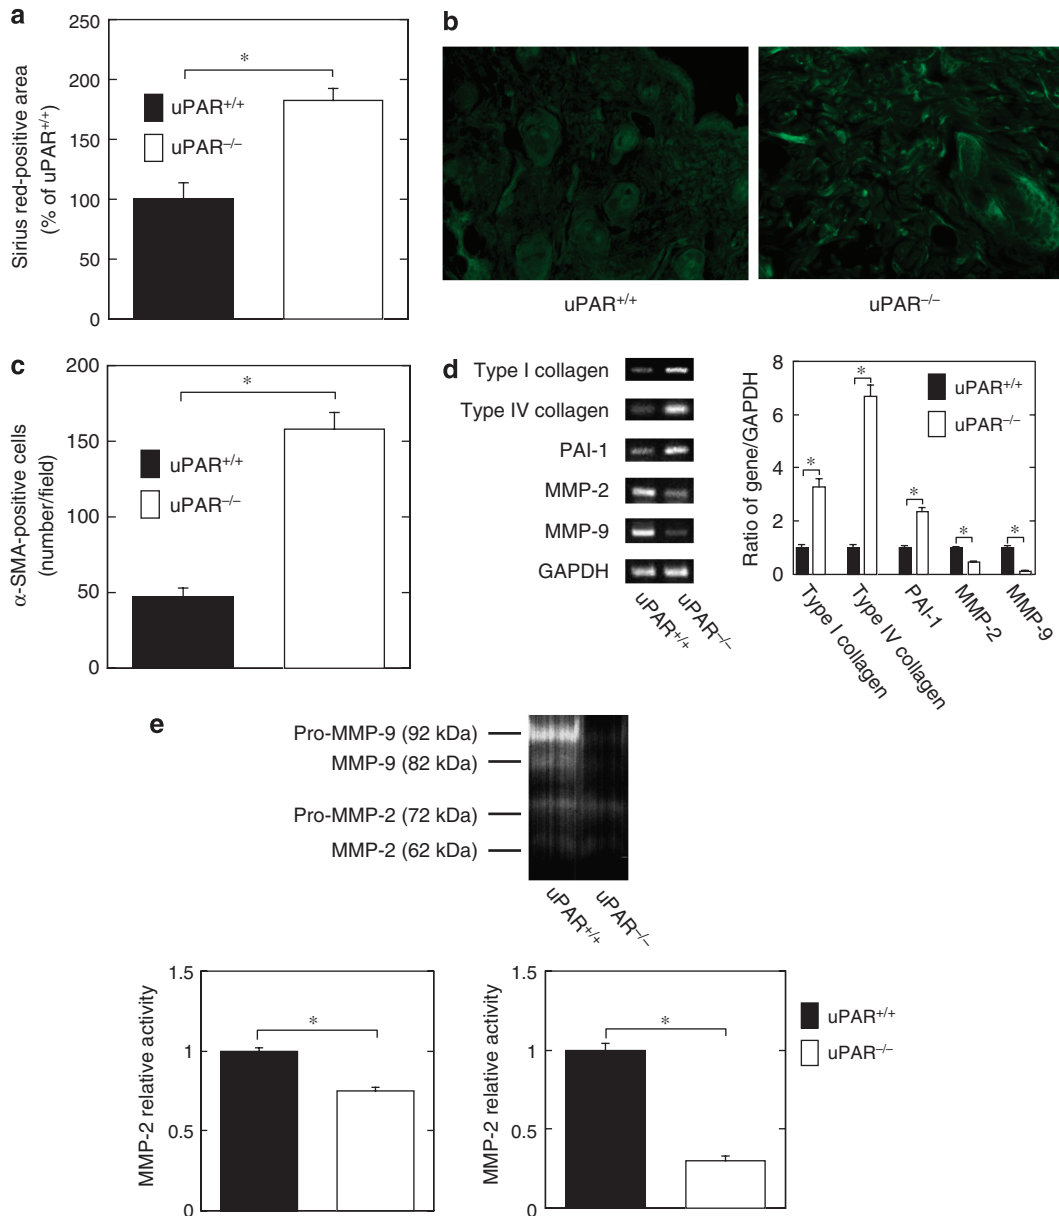 a
250
200
150
100
50
0
Sirius red-positive area
(% of uPAR+/+)
*
uPAR+/+
uPAR–/–
b
uPAR+/+
uPAR–/–
c
200
150
100
50
0
α-SMA-positive cells
(number/field)
*
uPAR+/+
uPAR–/–
d
Type I collagen
Type IV collagen
PAI-1
MMP-2
MMP-9
GAPDH
uPAR+/+
uPAR–/–
8
6
4
2
0
Ratio of gene/GAPDH
*
*
*
*
*
uPAR+/+
uPAR–/–
Type I collagen
Type IV collagen
PAI-1
MMP-2
MMP-9
e
Pro-MMP-9 (92 kDa)
MMP-9 (82 kDa)
Pro-MMP-2 (72 kDa)
MMP-2 (62 kDa)
uPAR+/+
uPAR–/–
1.5
1
0.5
0
MMP-2 relative activity
*
1.5
1
0.5
0
MMP-2 relative activity
*
uPAR+/+
uPAR–/–